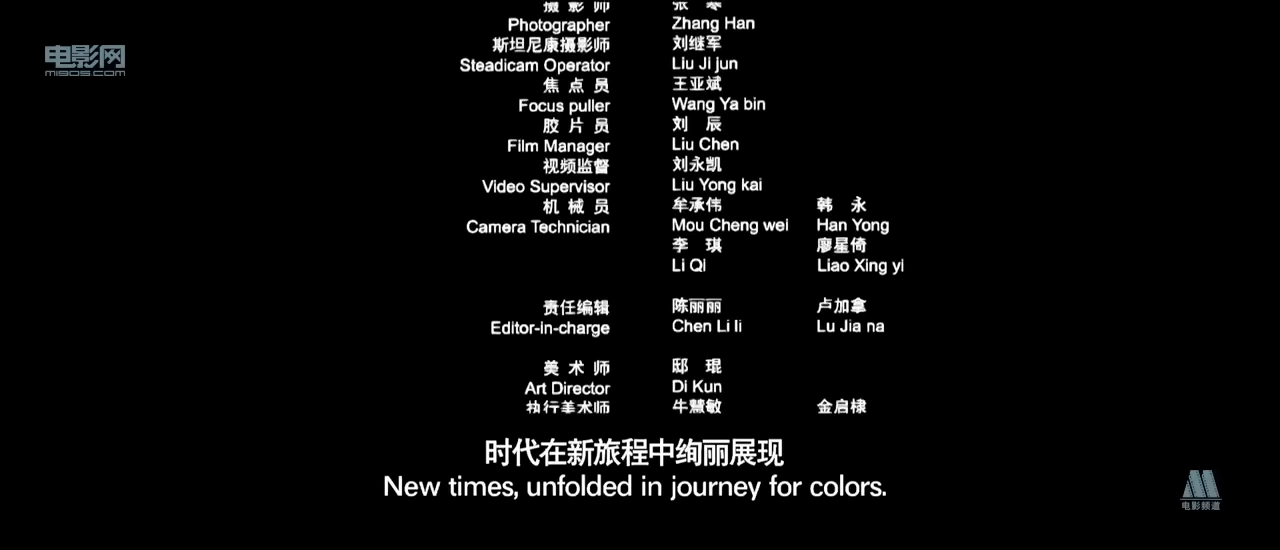 摄 影 师 张 寒
Photographer Zhang Han
电影网
m1905.com
斯坦尼康摄影师 刘继军
Steadicam Operator Liu Ji jun
焦 点 员 王亚斌
Focus puller Wang Ya bin
胶 片 员 刘 辰
Film Manager Liu Chen
视频监督 刘永凯
Video Supervisor Liu Yong kai
机 械 员 牟承伟 韩 永
Camera Technician Mou Cheng wei Han Yong
李 琪 廖星倚
Li QI Liao Xing yi
责任编辑 陈丽丽 卢加拿
Editor-in-charge Chen Li li Lu Jia na
美 术 师 邸 琨
Art Director Di Kun
执行美术师 牛慧敏 金启棣
时代在新旅程中绚丽展现
New times, unfolded in journey for colors.
电影频道